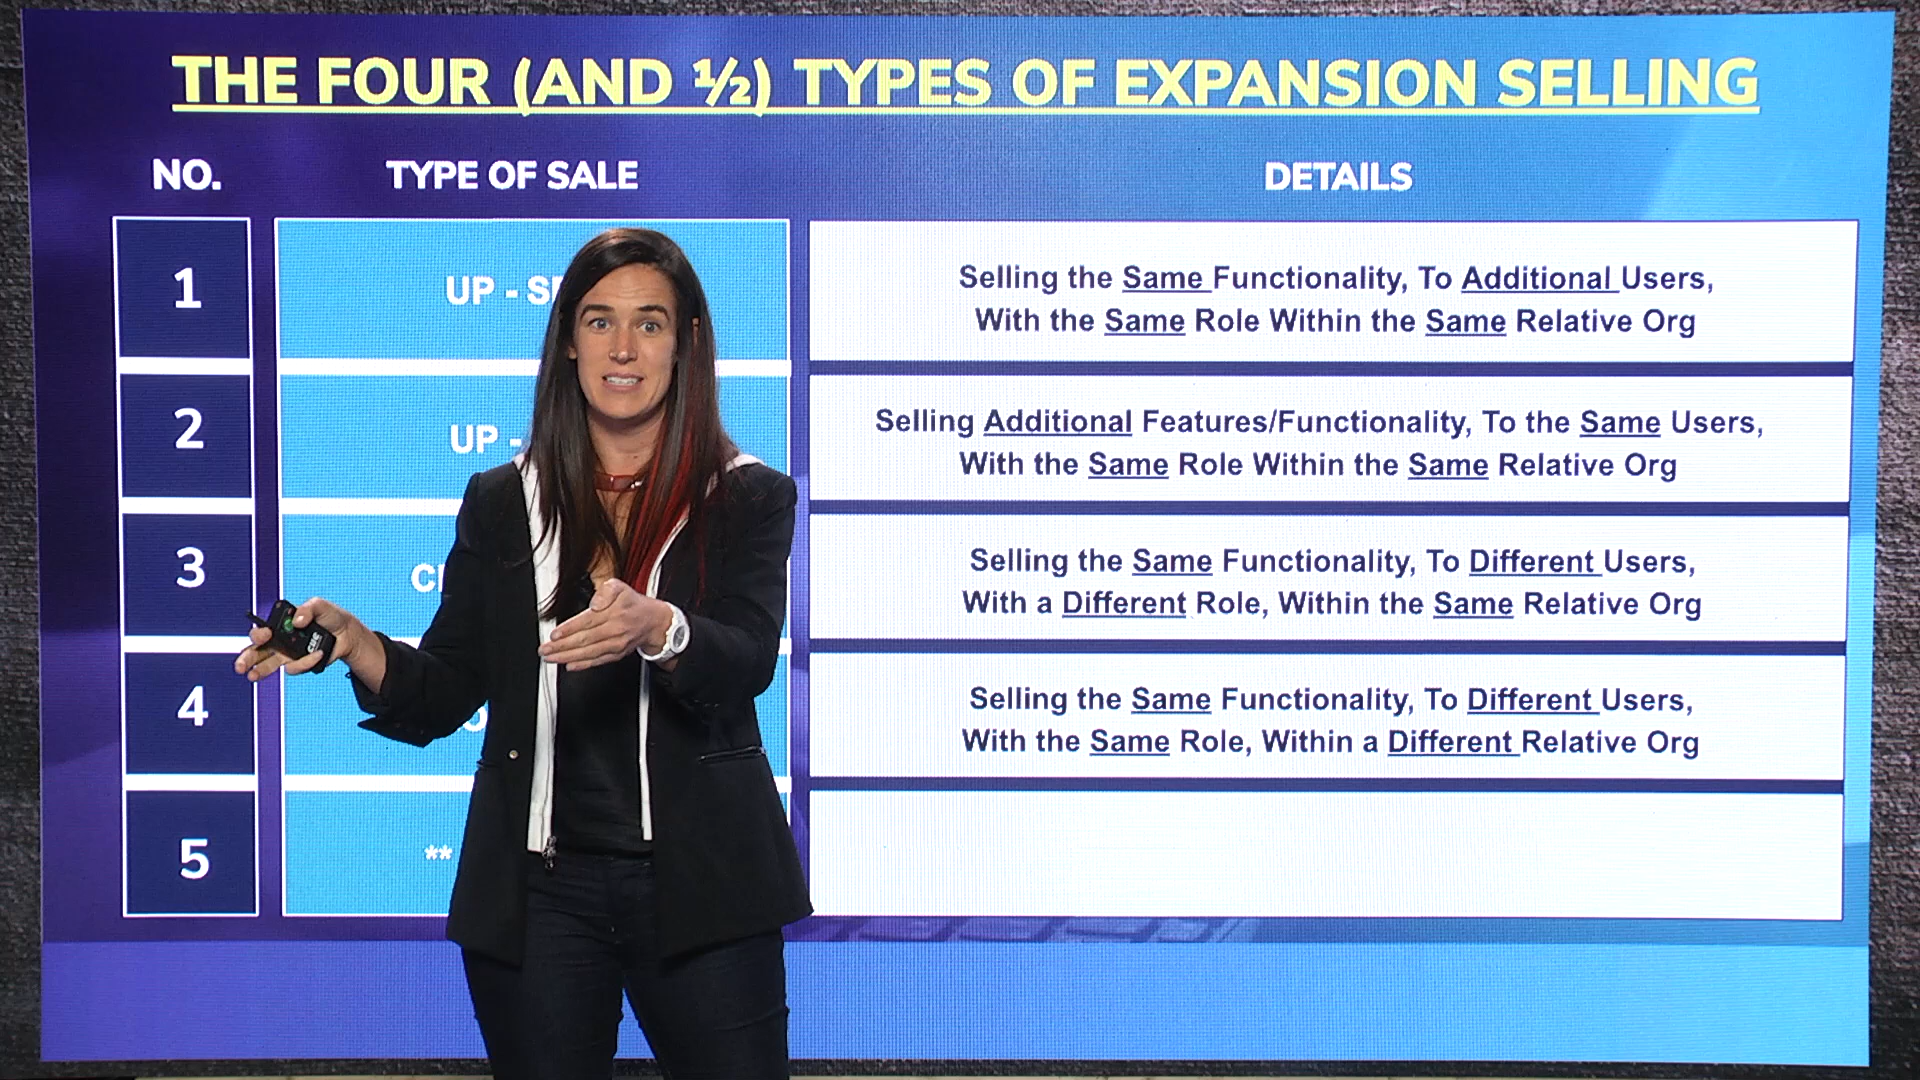 THE FOUR (AND ½) TYPES OF EXPANSION SELLING
NO. TYPE OF SALE DETAILS
1 UP - Selling the Same Functionality, To Additional Users,
With the Same Role Within the Same Relative Org
2 UP - Selling Additional Features/Functionality, To the Same Users,
With the Same Role Within the Same Relative Org
3 Selling the Same Functionality, To Different Users,
With a Different Role, Within the Same Relative Org
4 Selling the Same Functionality, To Different Users,
With the Same Role, Within a Different Relative Org
5 **
cue